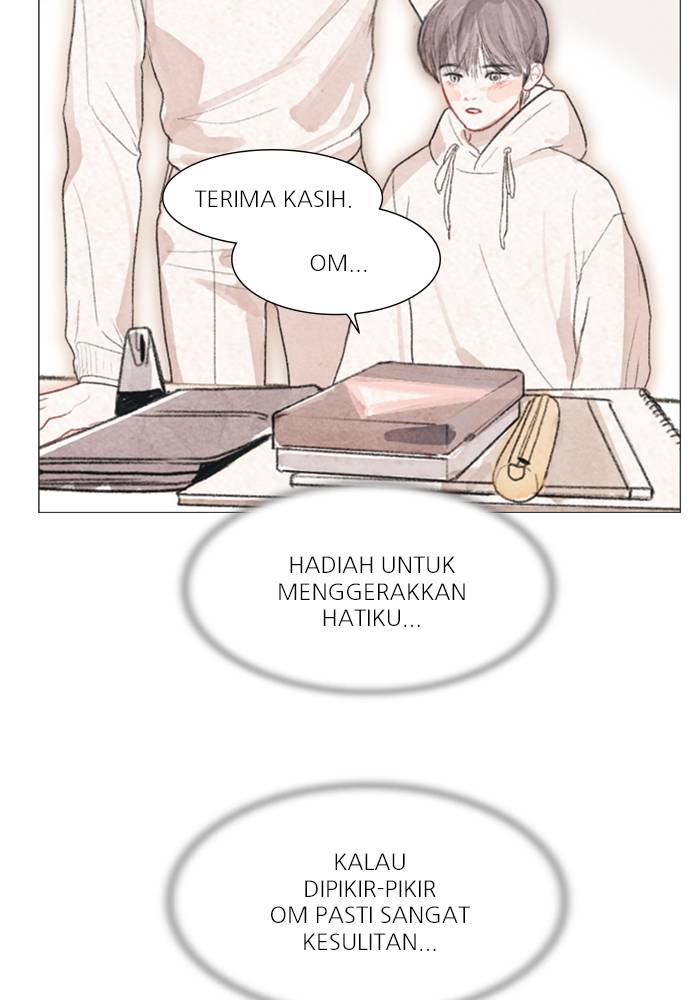 TERIMA KASIH.
OM...
HADIAH UNTUK
MENGGERAKKAN
HATIKU...
KALAU
DIPIKIR-PIKIR
OM PASTI SANGAT
KESULITAN...